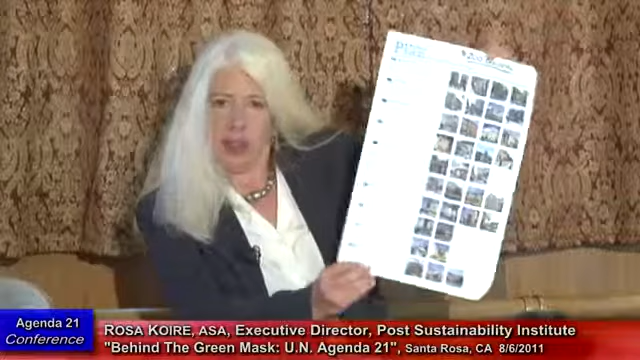 Agenda 21
Conference
ROSA KOIRE, ASA, Executive Director, Post Sustainability Institute
"Behind The Green Mask: U.N. Agenda 21", Santa Rosa, CA 8/6/2011